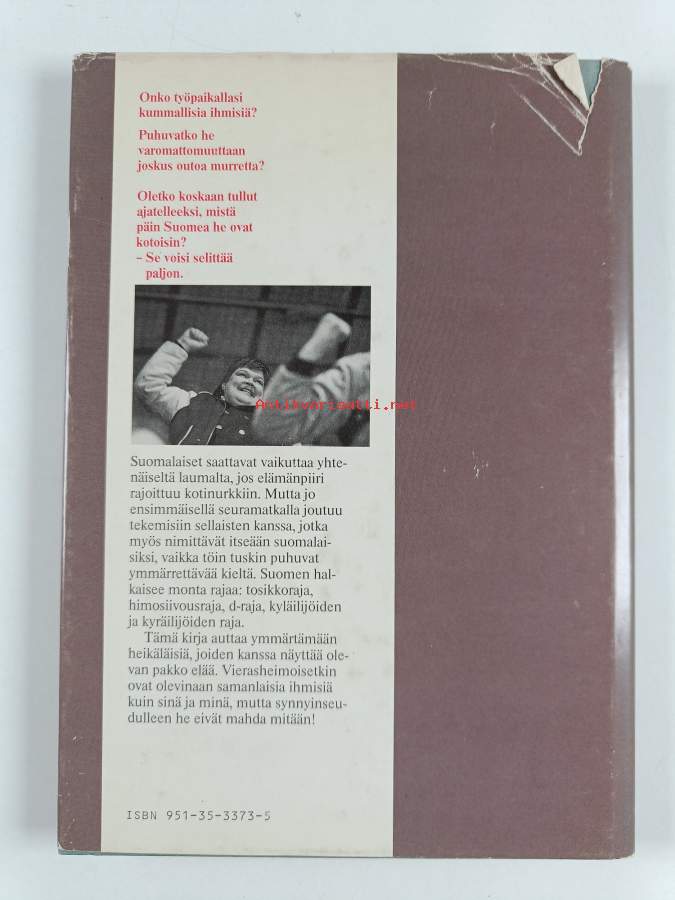 Onko työpaikallasi
kummallisia ihmisiä?
Puhuvatko he
varomattomuuttaan
joskus outoa murretta?
Oletko koskaan tullut
ajatelleeksi, mistä
päin Suomea he ovat
kotoisin?
– Se voisi selittää
paljon.
Antikvariaatti.net
Suomalaiset saattavat vaikuttaa yhte-
näiseltä laumalta, jos elämänpiiri
rajoittuu kotinurkkiin. Mutta jo
ensimmäisellä seuramatkalla joutuu
tekemisiin sellaisten kanssa, jotka
myös nimittävät itseään suomalai-
siksi, vaikka töin tuskin puhuvat
ymmärrettävää kieltä. Suomen hal-
kaisee monta rajaa: tosikkoraja,
himosiivousraja, d-raja, kyläilijöiden
ja kyräilijöiden raja.
Tämä kirja auttaa ymmärtämään
heikäläisiä, joiden kanssa näyttää ole-
van pakko elää. Vierasheimoisetkin
ovat olevinaan samanlaisia ihmisiä
kuin sinä ja minä, mutta synnyinseu-
dulleen he eivät mahda mitään!
ISBN 951-35-3373-5